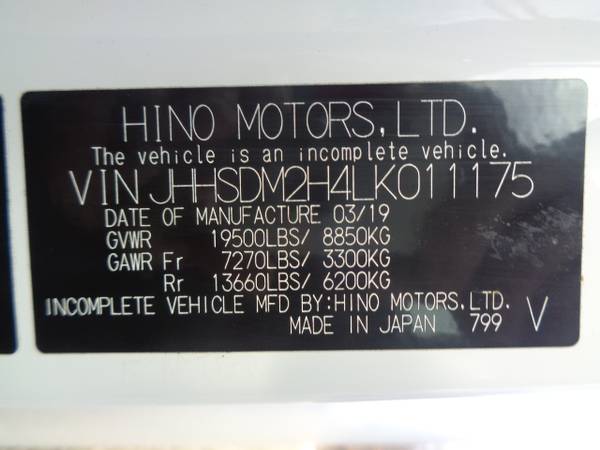 HINO MOTORS,LTD.
The vehicle is an incomplete vehicle.
VIN JHHSDM2H4LK011175
DATE OF MANUFACTURE 03/19
GVWR 19500LBS/ 8850KG
GAWR Fr 7270LBS/ 3300KG
Rr 13660LBS/ 6200KG
INCOMPLETE VEHICLE MFD BY:HINO MOTORS,LTD.
MADE IN JAPAN 799 V